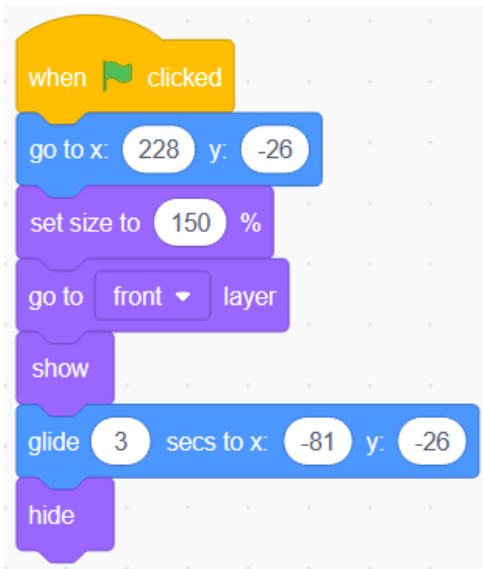 when clicked
go to x: 228 y: -26
set size to 150 %
go to front layer
show
glide 3 secs to x: -81 y: -26
hide